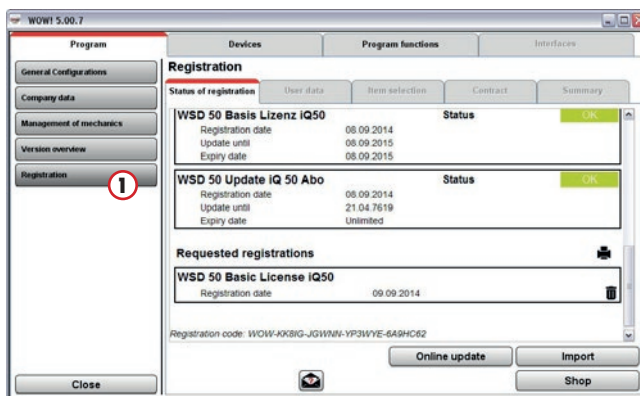 WOW! 5.00.7
Program Devices Program functions Interfaces
General Configurations
Company data
Management of mechanics
Version overview
Registration
1
Close
Registration
Status of registration User data Item selection Contract Summary
WSD 50 Basis Lizenz iQ50 Status OK
Registration date 08.09.2014
Update until 08.09.2015
Expiry date 08.09.2015
WSD 50 Update iQ 50 Abo Status OK
Registration date 08.09.2014
Update until 21.04.7619
Expiry date Unlimited
Requested registrations
WSD 50 Basic License iQ50
Registration date 09.09.2014
Registration code: WOW-KK8IG-JGWNN-YP3WYE-6A9HC62
Online update Import
Shop